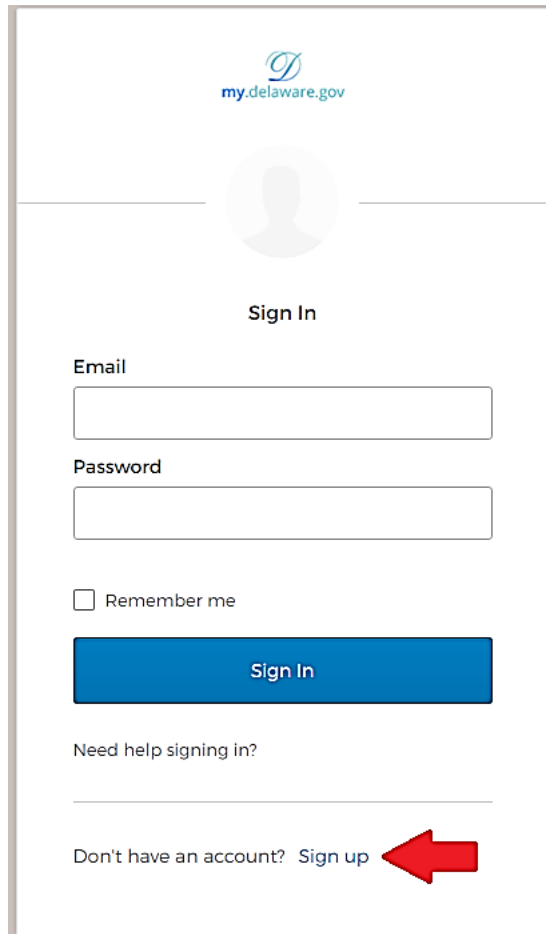 D
my.delaware.gov
Sign In
Email
Password
Remember me
Sign In
Need help signing in?
Don't have an account? Sign up